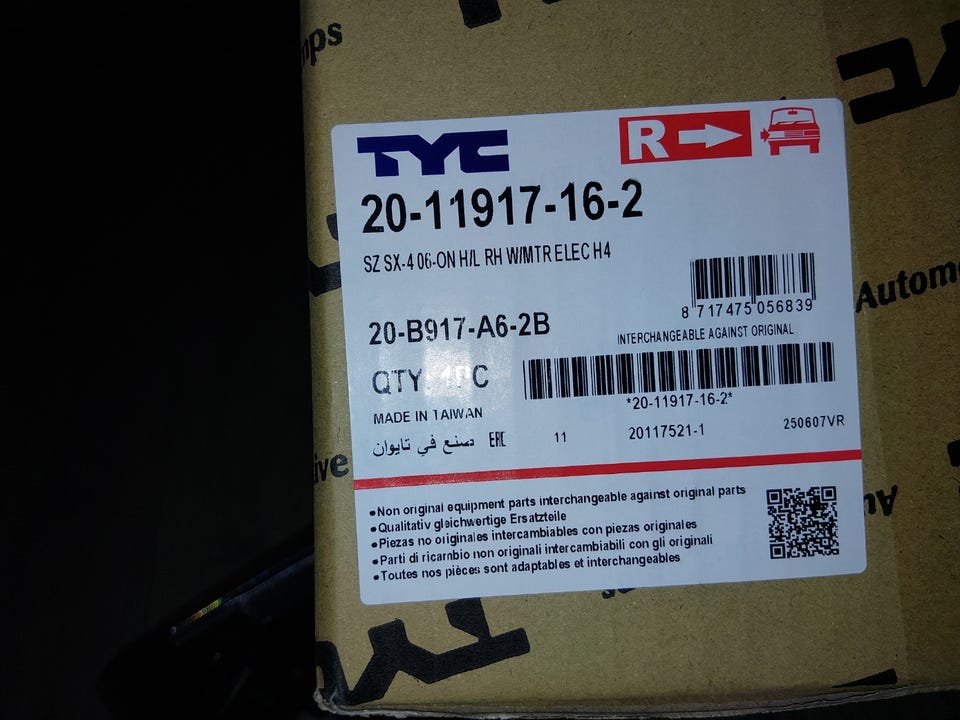 TYC
R
20-11917-16-2
SZ SX-4 06-ON H/L RH W/MTR ELEC H4
8 717475 056839
20-B917-A6-2B
INTERCHANGEABLE AGAINST ORIGINAL
QTY
*20-11917-16-2*
MADE IN TAIWAN
صنع في تايوان EAC 11 20117521-1 250607VR
•Non original equipment parts interchangeable against original parts
•Qualitativ gleichwertige Ersatzteile
•Piezas no originales intercambiables con piezas originales
•Parti di ricambio non originali intercambiabili con gli originali
•Toutes nos pièces sont adaptables et interchangeables